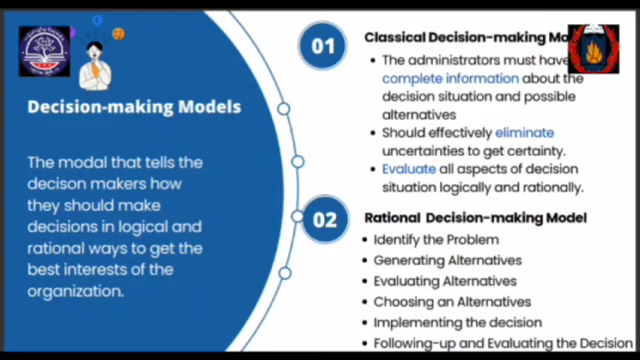 Decision-making Models
The modal that tells the
decison makers how
they should make
decisions in logical and
rational ways to get the
best interests of the
organization.
01
Classical Decision-making
The administrators must have
complete information about the
decision situation and possible
alternatives
Should effectively eliminate
uncertainties to get certainty.
Evaluate all aspects of decision
situation logically and rationally.
02
Rational Decision-making Model
Identify the Problem
Generating Alternatives
Evaluating Alternatives
Choosing an Alternatives
Implementing the decision
Following-up and Evaluating the Decision